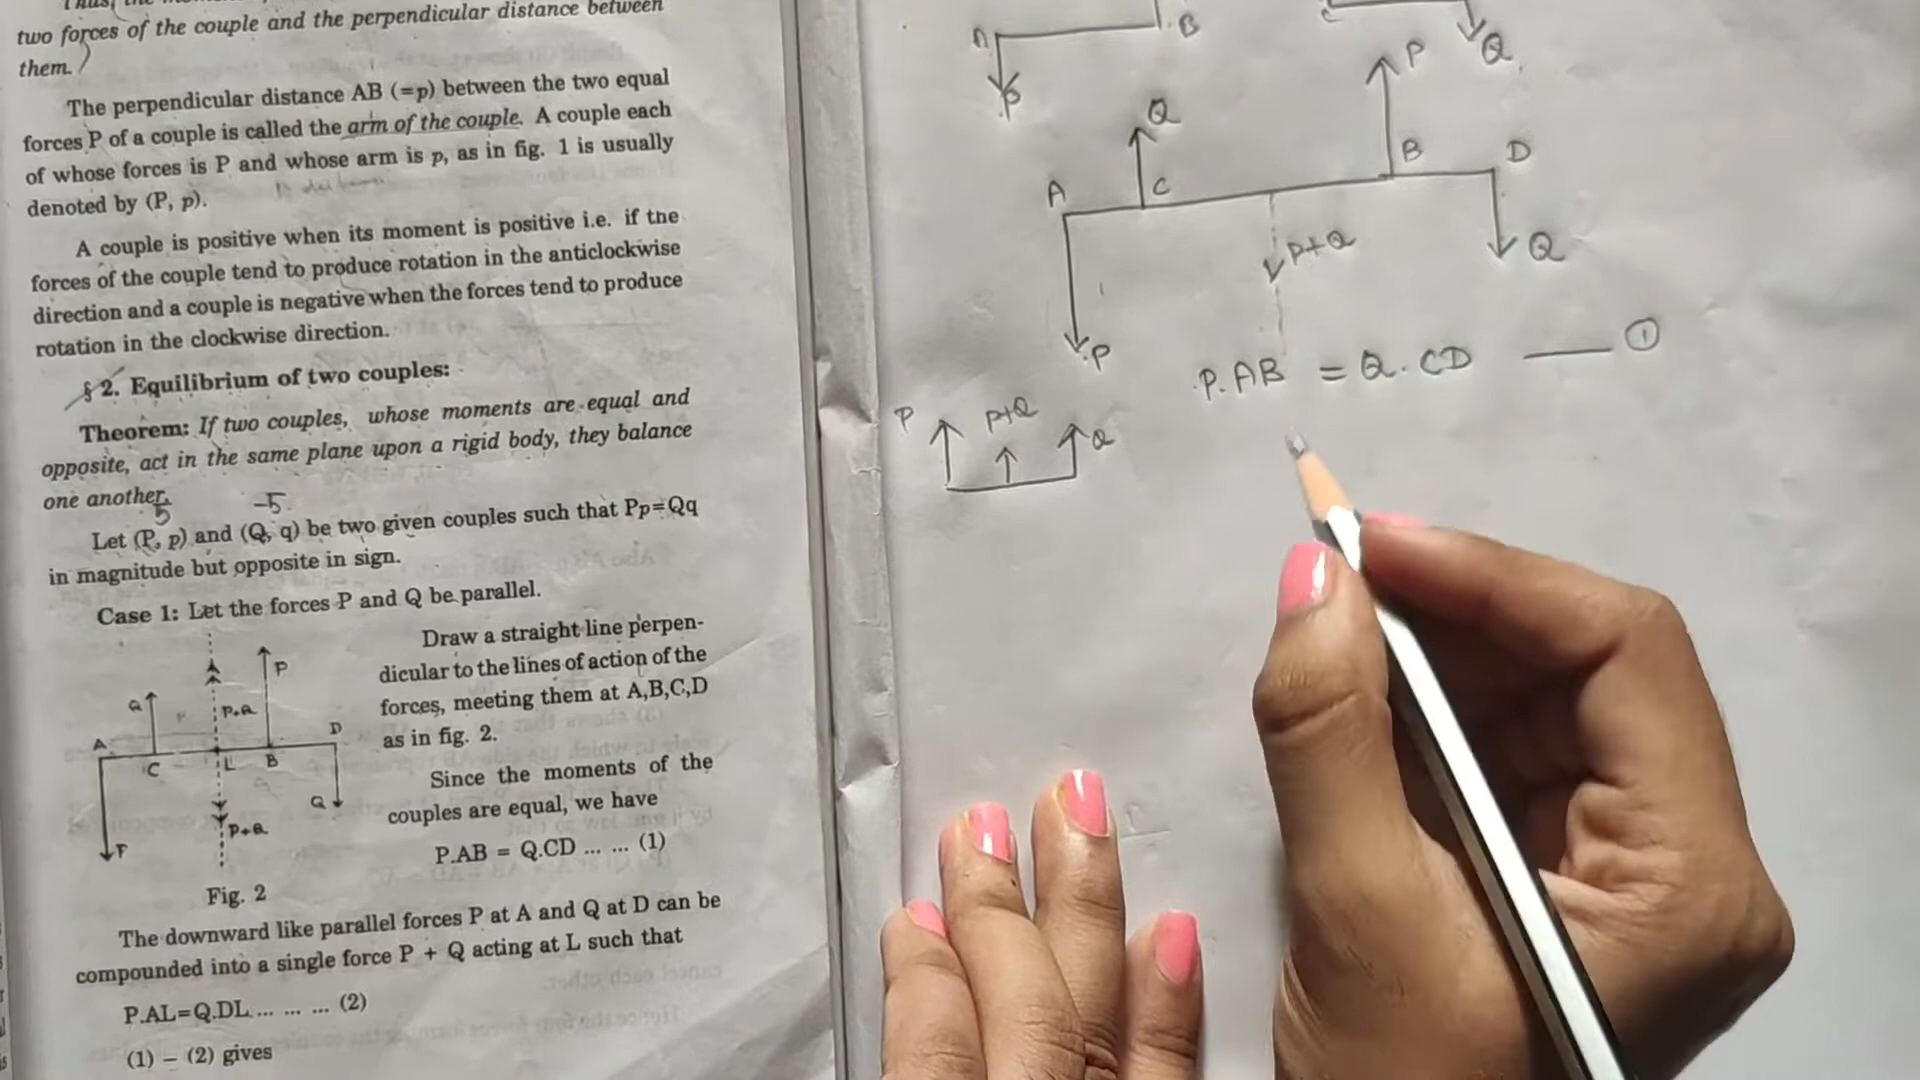 two forces of the couple and the perpendicular distance between
them.
The perpendicular distance AB (=p) between the two equal
forces P of a couple is called the arm of the couple. A couple each
of whose forces is P and whose arm is p, as in fig. 1 is usually
denoted by (P, p).
A couple is positive when its moment is positive i.e. if the
forces of the couple tend to produce rotation in the anticlockwise
direction and a couple is negative when the forces tend to produce
rotation in the clockwise direction.
§ 2. Equilibrium of two couples:
Theorem: If two couples, whose moments are equal and
opposite, act in the same plane upon a rigid body, they balance
one another.
5 -5
Let (P, p) and (Q, q) be two given couples such that Pp=Qq
in magnitude but opposite in sign.
Case 1: Let the forces P and Q be parallel.
Draw a straight line perpen-
dicular to the lines of action of the
forces, meeting them at A,B,C,D
as in fig. 2.
Since the moments of the
couples are equal, we have
P.AB = Q.CD ... ... (1)
P
Q
P+Q
A
D
C
L
B
Q
P+Q
P
Fig. 2
The downward like parallel forces P at A and Q at D can be
compounded into a single force P + Q acting at L such that
P.AL=Q.DL ... ... ... (2)
(1) – (2) gives
A
B
P
Q
P
Q
B
D
A
C
P+Q
Q
P
P.AB = Q.CD —— 1
P
P+Q
Q